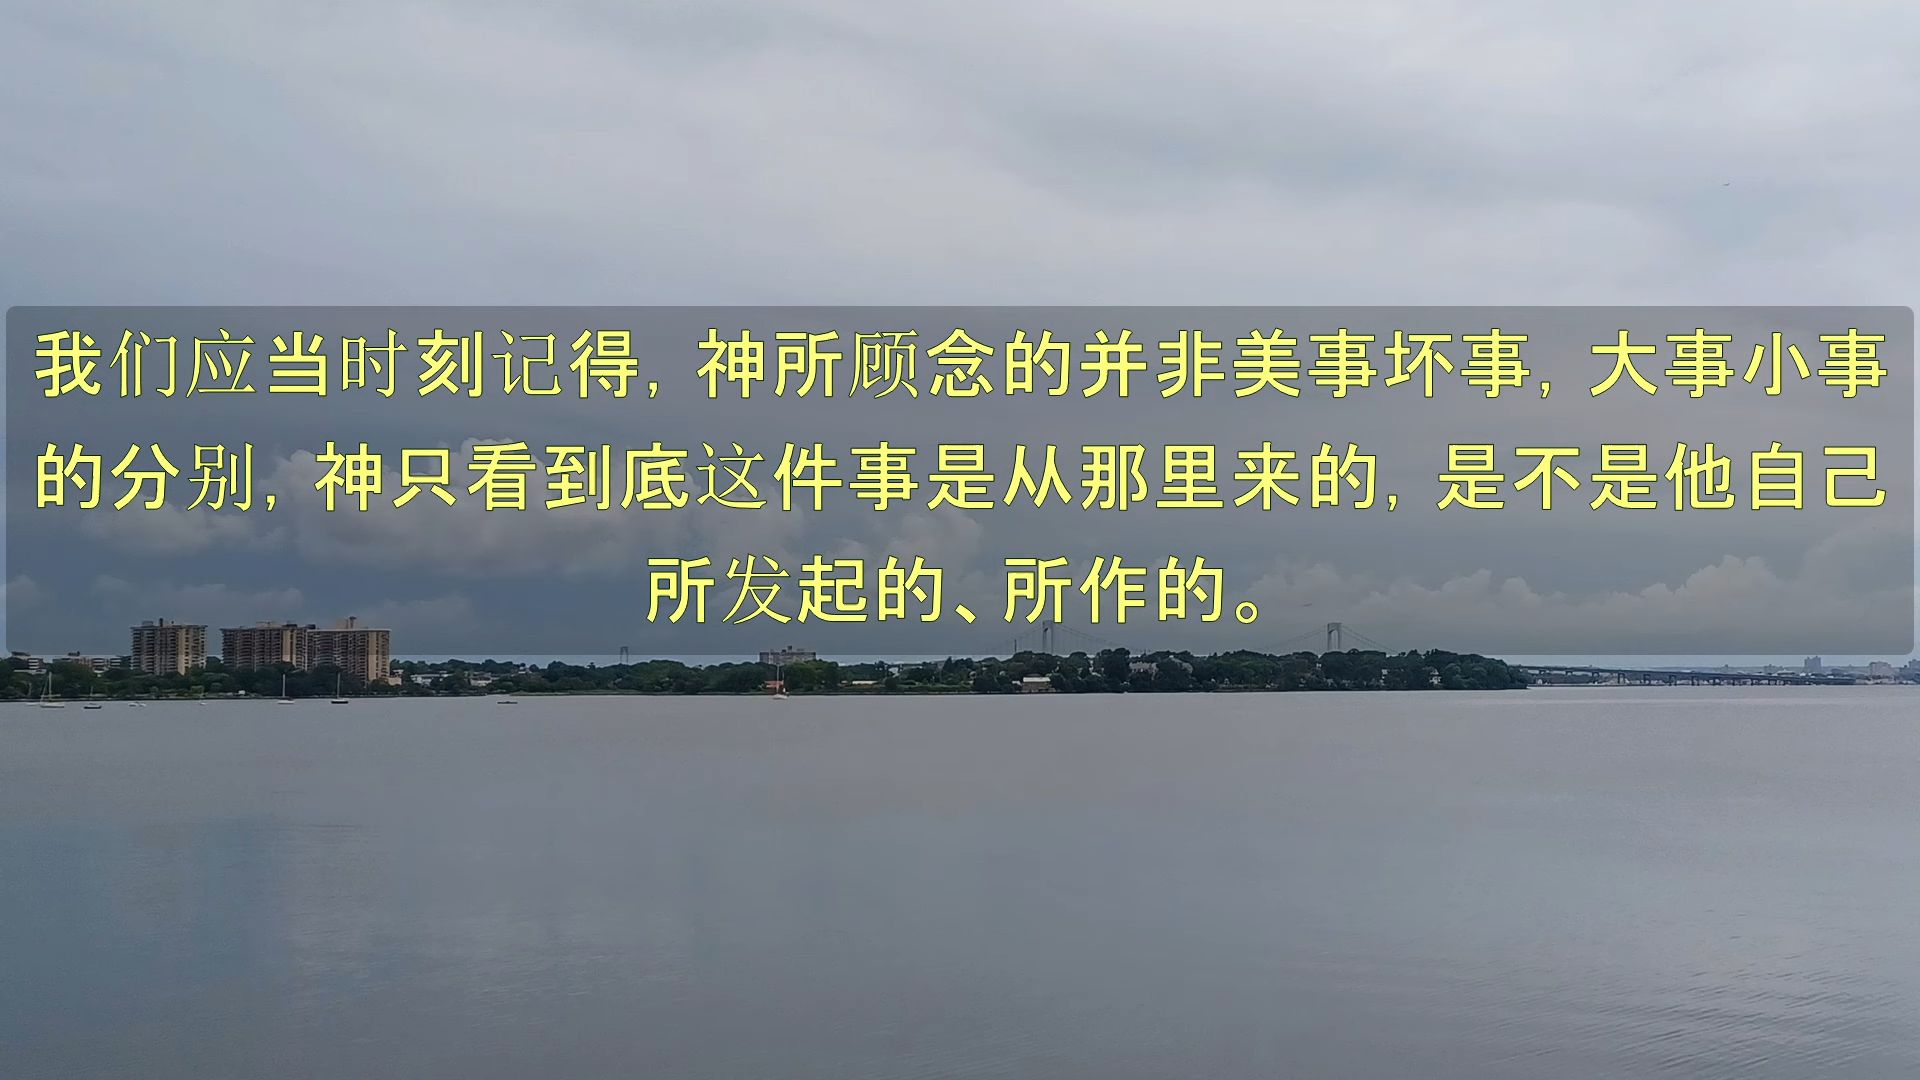 我们应当时刻记得, 神所顾念的并非美事坏事, 大事小事
的分别, 神只看到底这件事是从那里来的, 是不是他自己
所发起的、所作的。